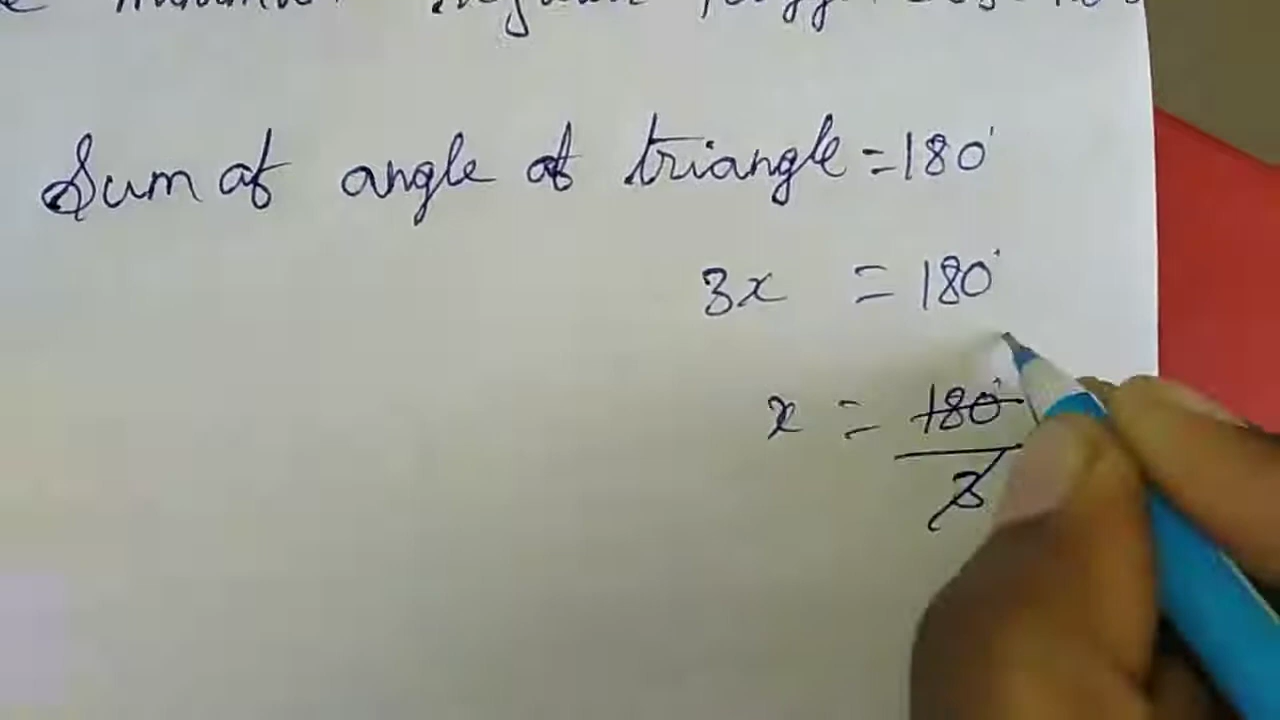 Sum of angle of triangle = 180°
3x = 180°
x = 180°
3